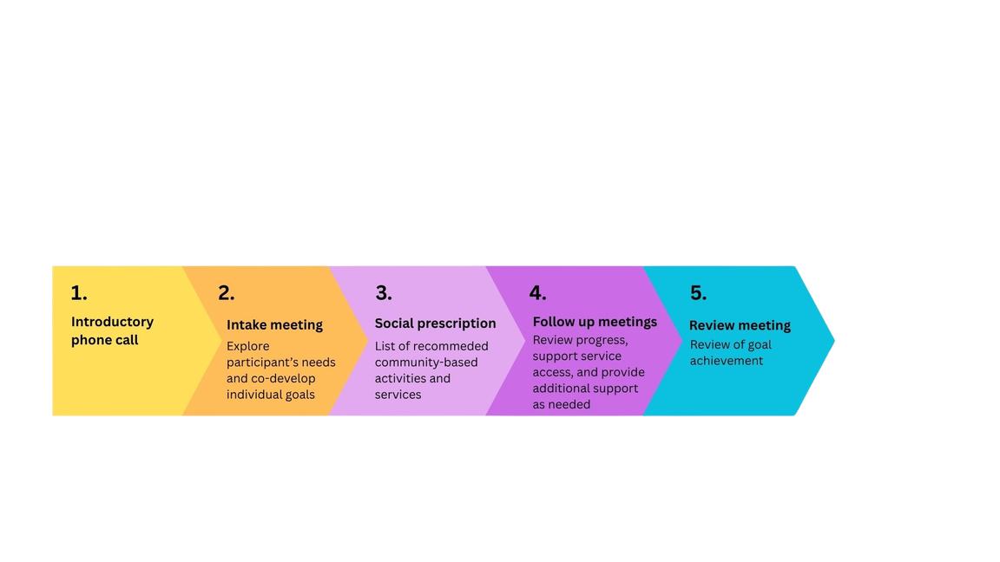 1.
Introductory
phone call
2.
Intake meeting
Explore
participant's needs
and co-develop
individual goals
3.
Social prescription
List of recommeded
community-based
activities and
services
4.
Follow up meetings
Review progress,
support service
access, and provide
additional support
as needed
5.
Review meeting
Review of goal
achievement